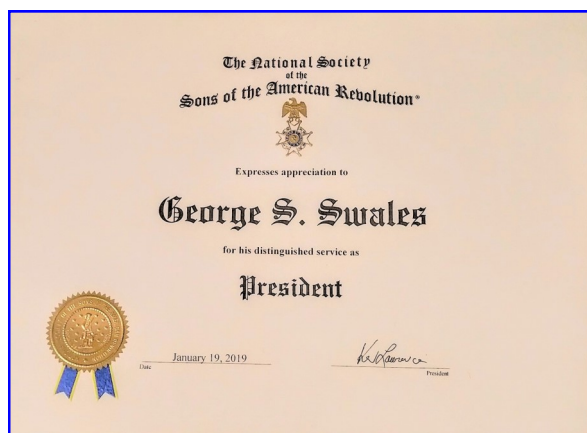 The National Society
of the
Sons of the American Revolution®
Expresses appreciation to
George S. Swales
for his distinguished service as
President
January 19, 2019
Date
President